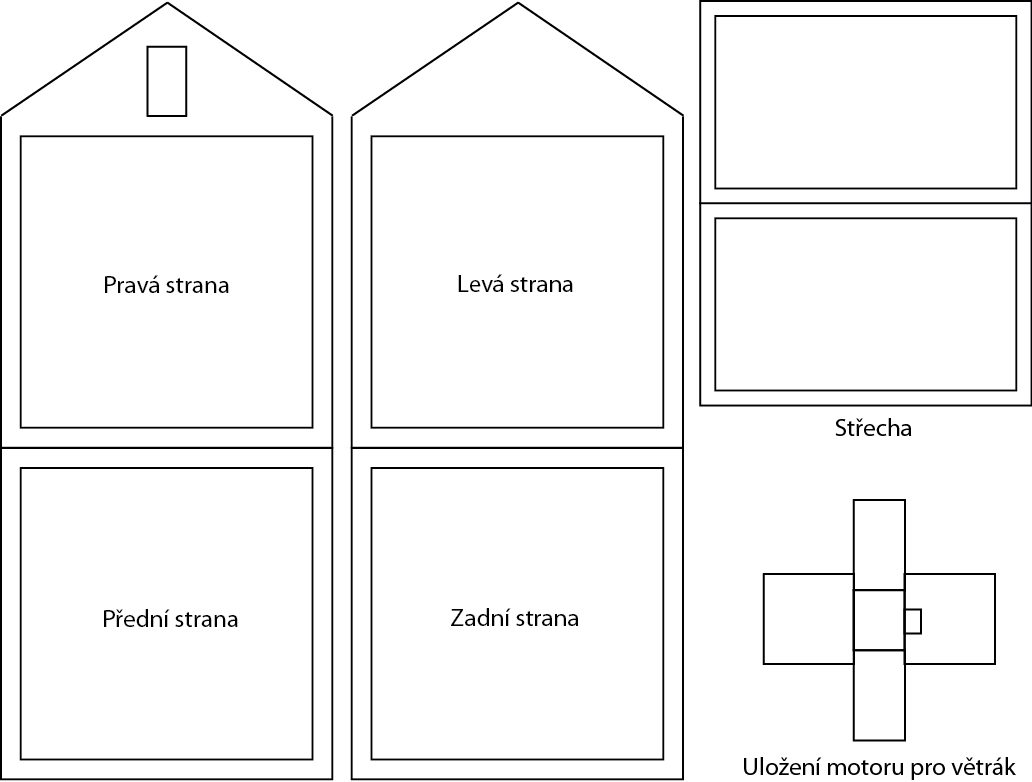 Pravá strana
Levá strana
Střecha
Přední strana
Zadní strana
Uložení motoru pro větrák